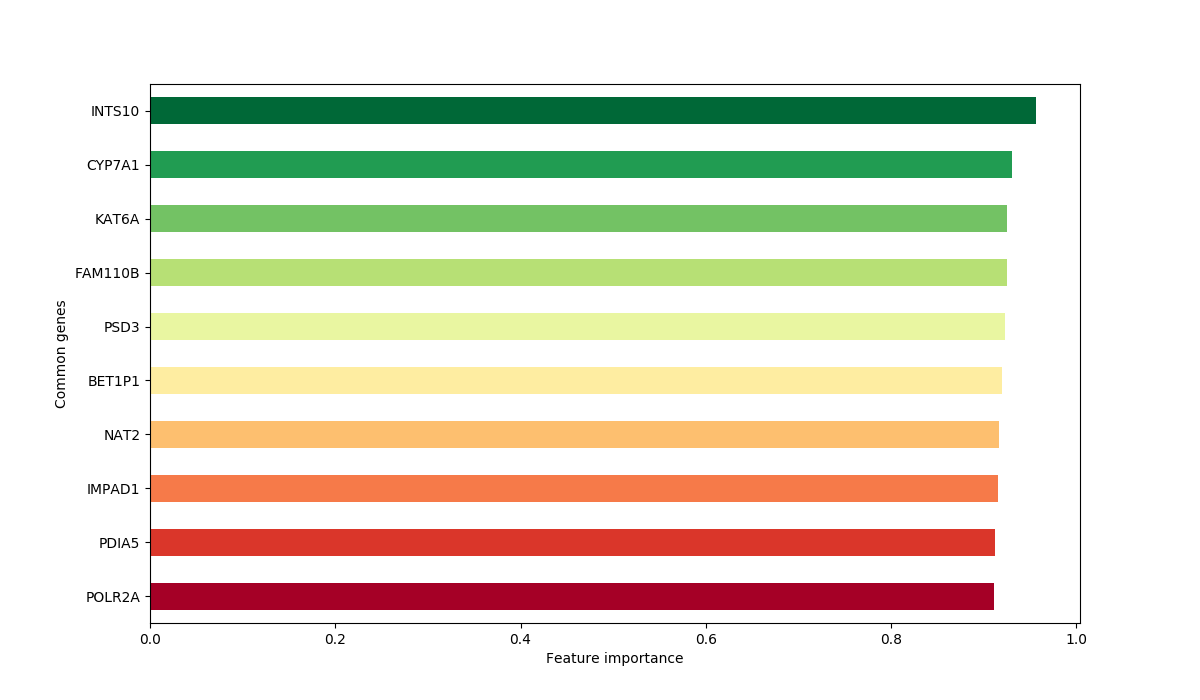 INTS10
CYP7A1
KAT6A
FAM110B
PSD3
BET1P1
NAT2
IMPAD1
PDIA5
POLR2A
Common genes
0.0 0.2 0.4 0.6 0.8 1.0
Feature importance